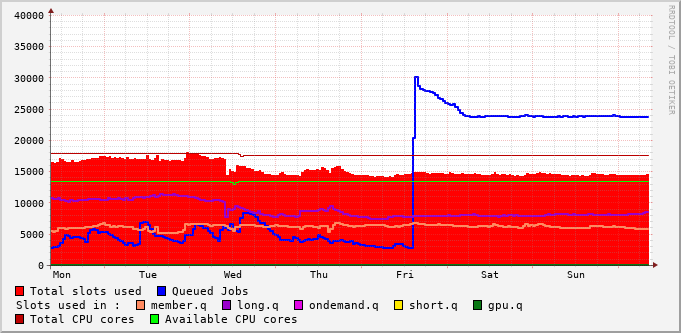 40000
35000
30000
25000
20000
15000
10000
5000
0
Mon Tue Wed Thu Fri Sat Sun
RRDTOOL / TOBI OETIKER
Total slots used Queued Jobs
Slots used in : member.q long.q ondemand.q short.q gpu.q
Total CPU cores Available CPU cores